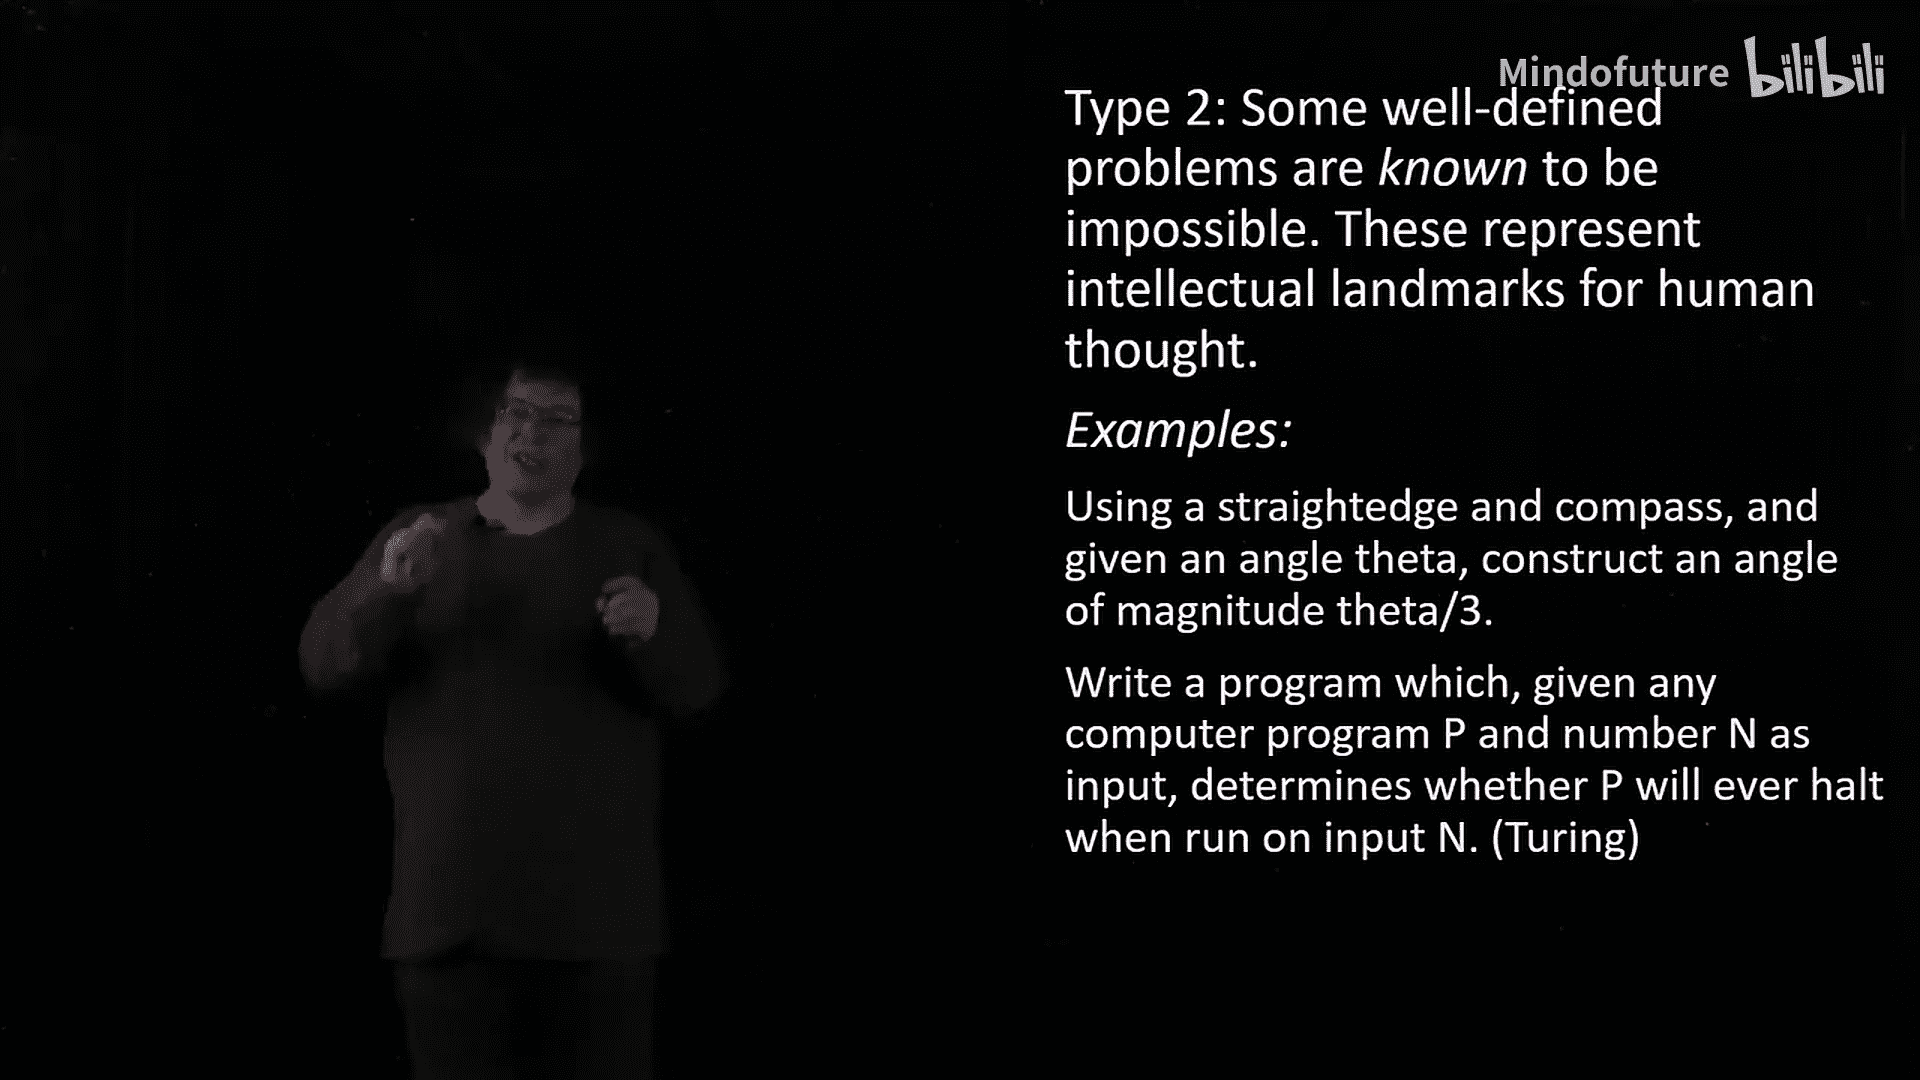 Mindofuture bilibili
Type 2: Some well-defined
problems are known to be
impossible. These represent
intellectual landmarks for human
thought.
Examples:
Using a straightedge and compass, and
given an angle theta, construct an angle
of magnitude theta/3.
Write a program which, given any
computer program P and number N as
input, determines whether P will ever halt
when run on input N. (Turing)